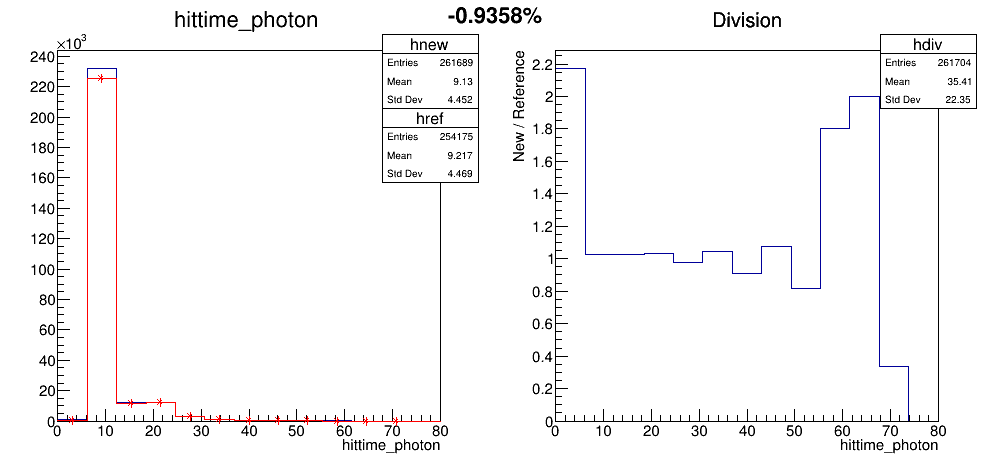 -0.9358%
hittime_photon
×10³
240
220
200
180
160
140
120
100
80
60
40
20
0
0 10 20 30 40 50 60 70 80
hittime_photon
hnew
Entries 261689
Mean 9.13
Std Dev 4.452
href
Entries 254175
Mean 9.217
Std Dev 4.469
Division
New / Reference
2.2
2
1.8
1.6
1.4
1.2
1
0.8
0.6
0.4
0.2
0
0 10 20 30 40 50 60 70 80
hittime_photon
hdiv
Entries 261704
Mean 35.41
Std Dev 22.35